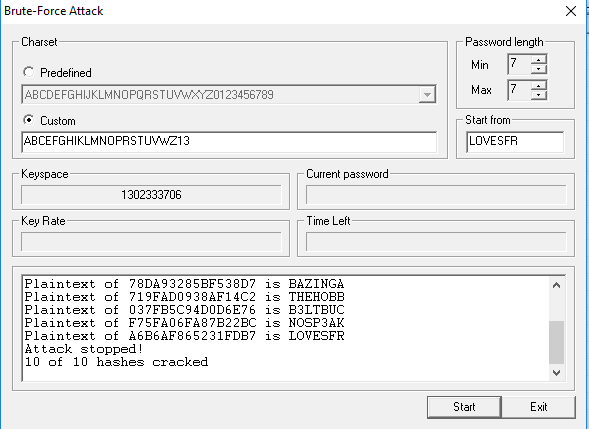 Brute-Force Attack
Charset
Predefined
ABCDEFGHIJKLMNOPQRSTUVWXYZ0123456789
Custom
ABCEFGHIKLMNOPRSTUVWZ13
Password length
Min 7
Max 7
Start from
LOVESFR
Keyspace
1302333706
Current password
Key Rate
Time Left
Plaintext of 78DA93285BF538D7 is BAZINGA
Plaintext of 719FAD0938AF14C2 is THEHOBB
Plaintext of 037FB5C94D0D6E76 is B3LTBUC
Plaintext of F75FA06FA87B22BC is NOSP3AK
Plaintext of A6B6AF865231FDB7 is LOVESFR
Attack stopped!
10 of 10 hashes cracked
Start
Exit